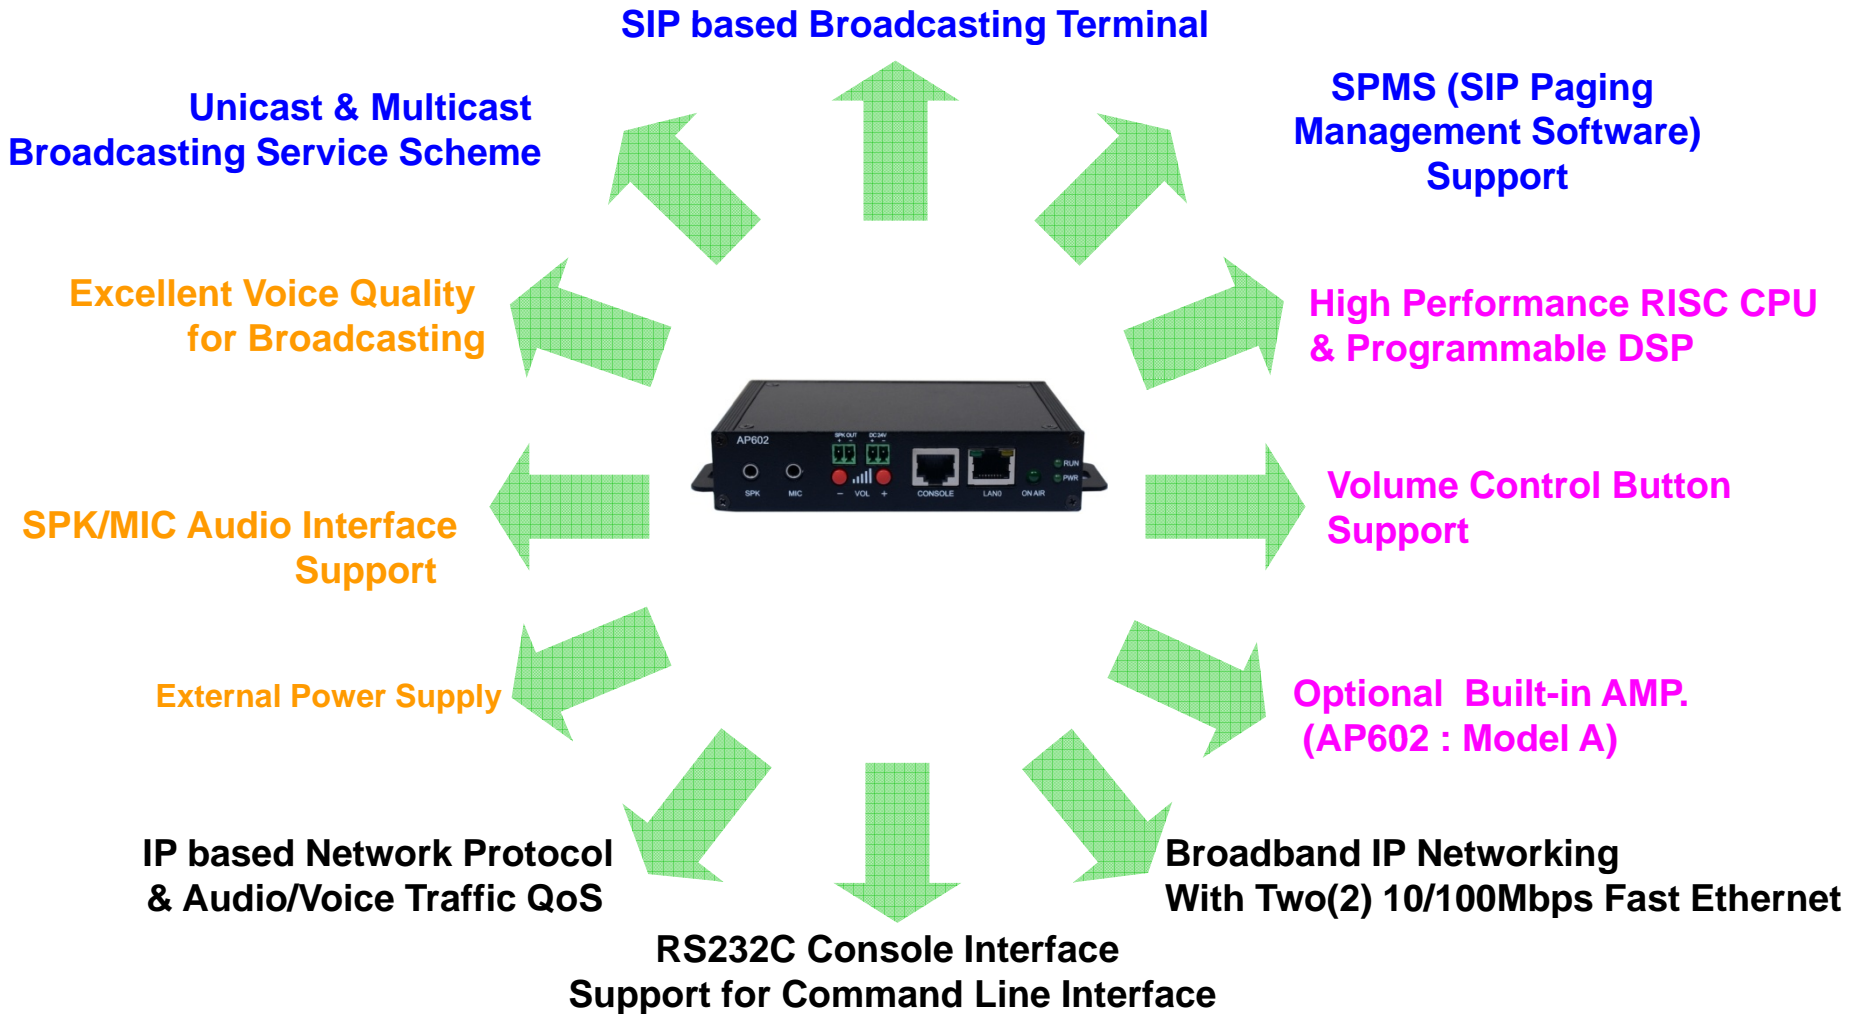 SIP based Broadcasting Terminal
Unicast & Multicast
Broadcasting Service Scheme
SPMS (SIP Paging
Management Software)
Support
Excellent Voice Quality
for Broadcasting
High Performance RISC CPU
& Programmable DSP
AP602
SPK OUT
DC24V
+ -
+ -
RUN
PWR
SPK
MIC
- VOL +
CONSOLE
LAN0
ON AIR
SPK/MIC Audio Interface
Support
Volume Control Button
Support
External Power Supply
Optional Built-in AMP.
(AP602 : Model A)
IP based Network Protocol
& Audio/Voice Traffic QoS
Broadband IP Networking
With Two(2) 10/100Mbps Fast Ethernet
RS232C Console Interface
Support for Command Line Interface